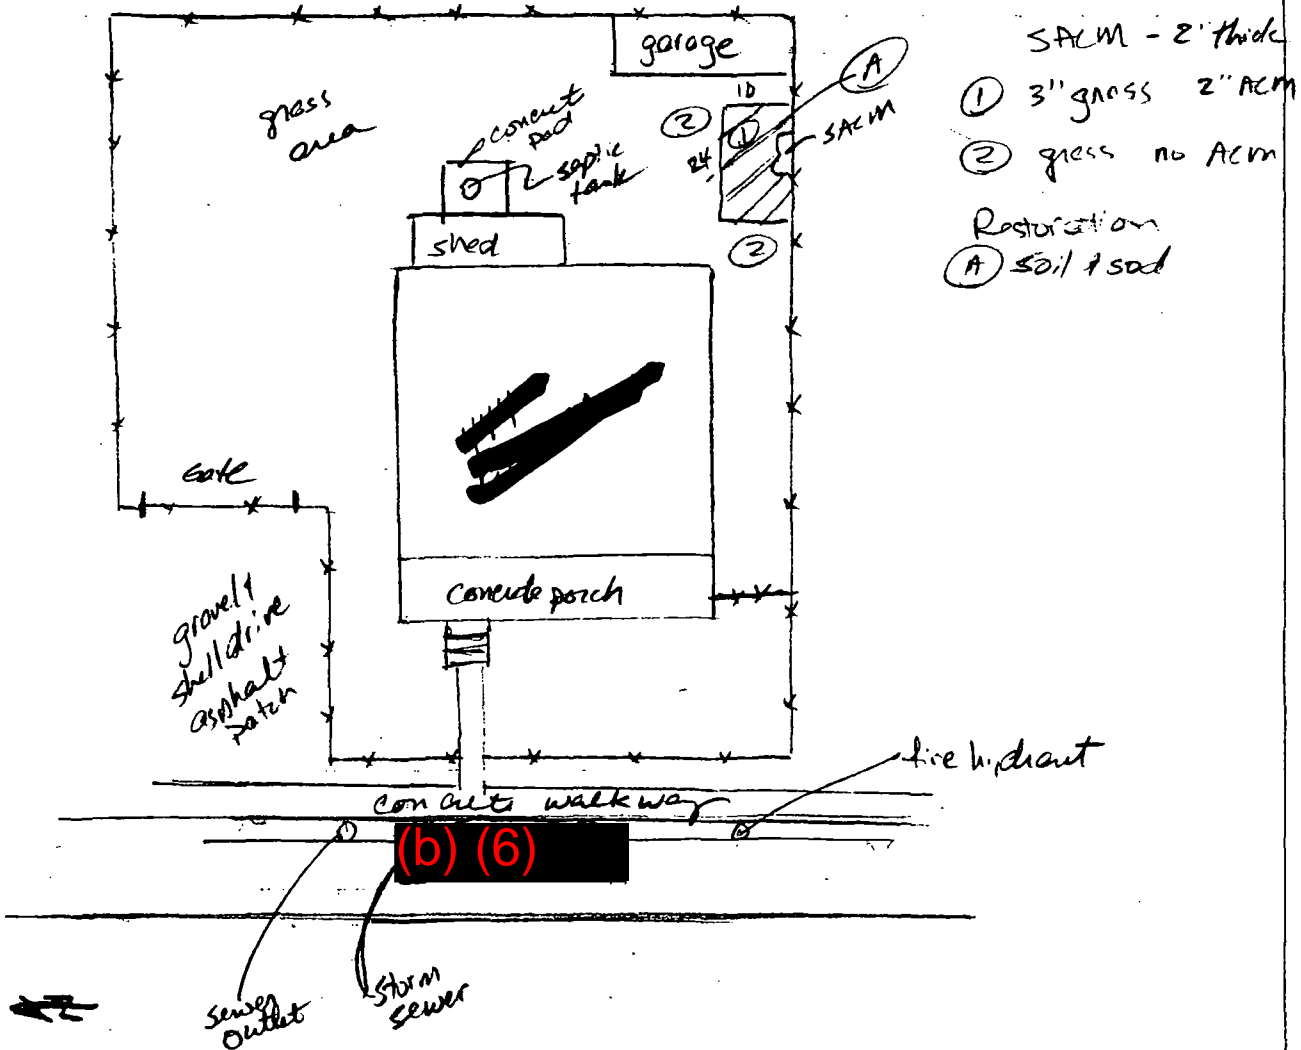 garage
A
SACM - 2' thick
① 3" grass 2" ACM
② grass no ACM
Restoration
Ⓐ soil & sod
grass
area
concrut
pad
septic
tank
②
10
①
24
SACM
②
shed
Gate
concrete porch
gravel &
shell drive
asphalt
patch
fire hydrant
concrete walkway
(b) (6)
sewer
outlet
storm
sewer